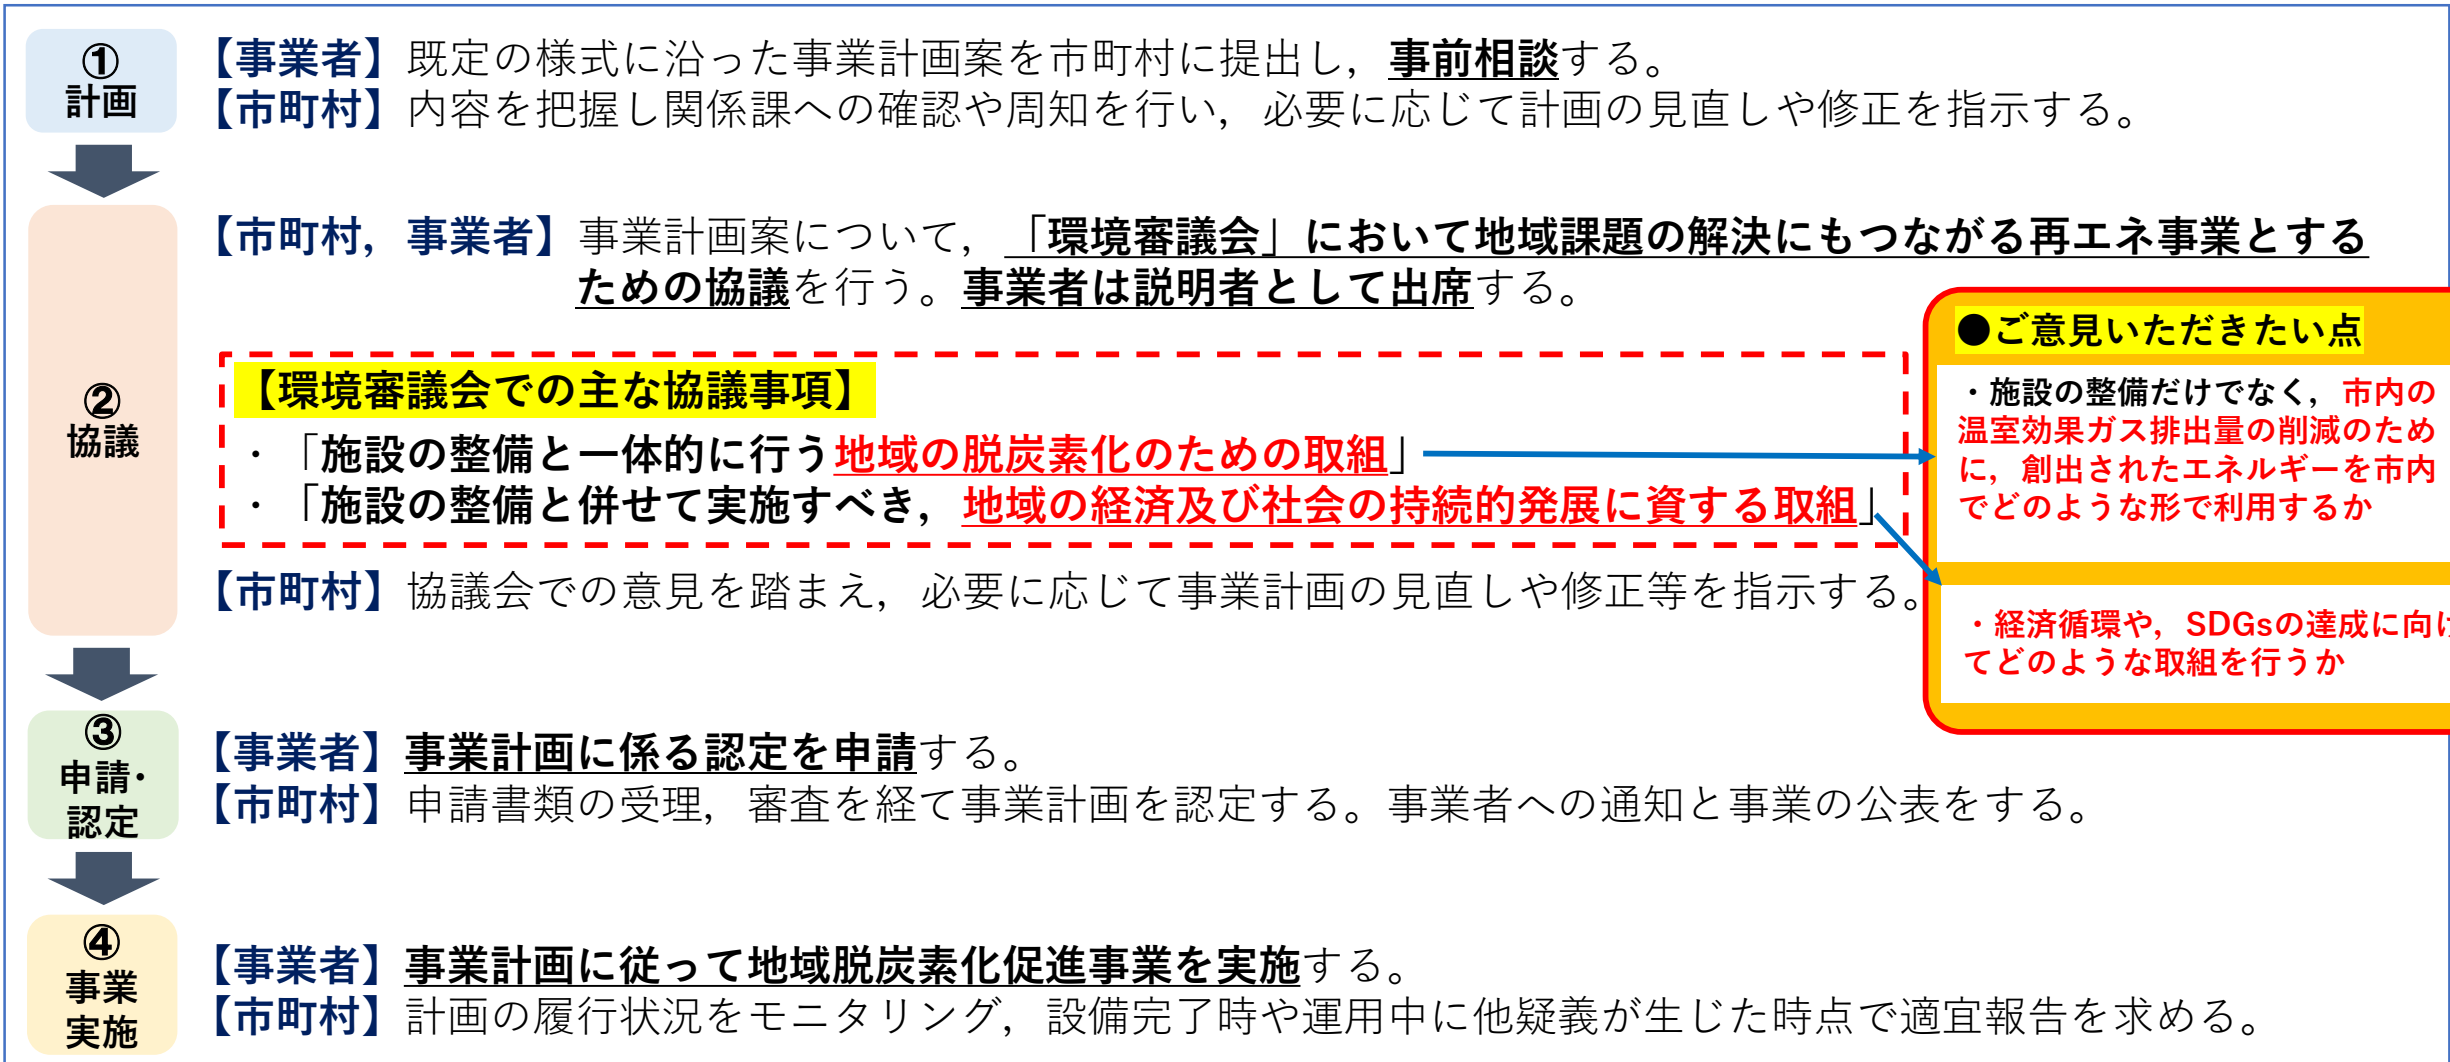 ①
計画
【事業者】既定の様式に沿った事業計画案を市町村に提出し，事前相談する。
【市町村】内容を把握し関係課への確認や周知を行い，必要に応じて計画の見直しや修正を指示する。
②
協議
【市町村，事業者】事業計画案について，「環境審議会」において地域課題の解決にもつながる再エネ事業とする
ための協議を行う。事業者は説明者として出席する。
【環境審議会での主な協議事項】
・「施設の整備と一体的に行う地域の脱炭素化のための取組」
・「施設の整備と併せて実施すべき，地域の経済及び社会の持続的発展に資する取組」
【市町村】協議会での意見を踏まえ，必要に応じて事業計画の見直しや修正等を指示する。
●ご意見いただきたい点
・施設の整備だけでなく，市内の
温室効果ガス排出量の削減のため
に，創出されたエネルギーを市内
でどのような形で利用するか
・経済循環や，SDGsの達成に向け
てどのような取組を行うか
③
申請・
認定
【事業者】事業計画に係る認定を申請する。
【市町村】申請書類の受理，審査を経て事業計画を認定する。事業者への通知と事業の公表をする。
④
事業
実施
【事業者】事業計画に従って地域脱炭素化促進事業を実施する。
【市町村】計画の履行状況をモニタリング，設備完了時や運用中に他疑義が生じた時点で適宜報告を求める。